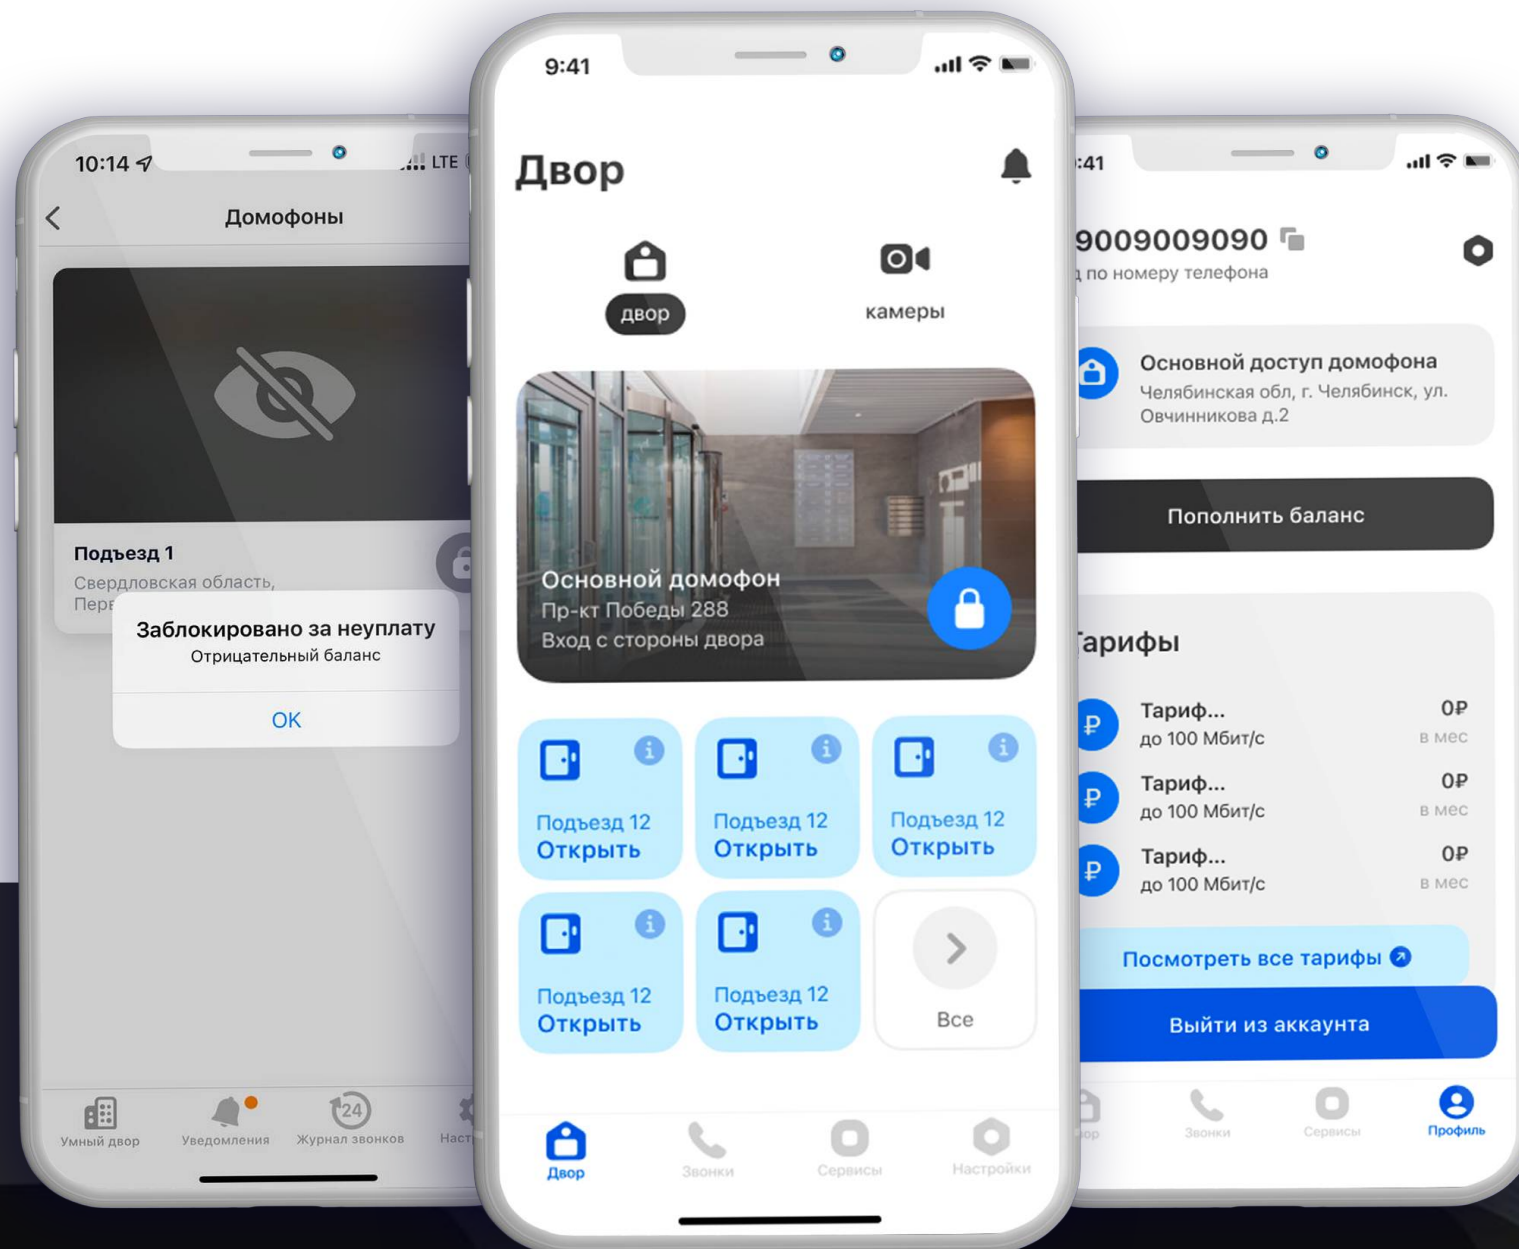 10:14
LTE
Домофоны
Подъезд 1
Свердловская область,
Заблокировано за неуплату
Отрицательный баланс
OK
Умный двор
Уведомления
24
Журнал звонков
9:41
Двор
двор
камеры
Основной домофон
Пр-кт Победы 288
Вход с стороны двора
Подъезд 12
Открыть
Подъезд 12
Открыть
Подъезд 12
Открыть
Подъезд 12
Открыть
Подъезд 12
Открыть
Все
Двор
Звонки
Сервисы
Настройки
:41
9009009090
по номеру телефона
Основной доступ домофона
Челябинская обл, г. Челябинск, ул.
Овчинникова д.2
Пополнить баланс
Тарифы
Тариф...
до 100 Мбит/с
0₽
в мес
Тариф...
до 100 Мбит/с
0₽
в мес
Тариф...
до 100 Мбит/с
0₽
в мес
Посмотреть все тарифы
Выйти из аккаунта
Звонки
Сервисы
Профиль